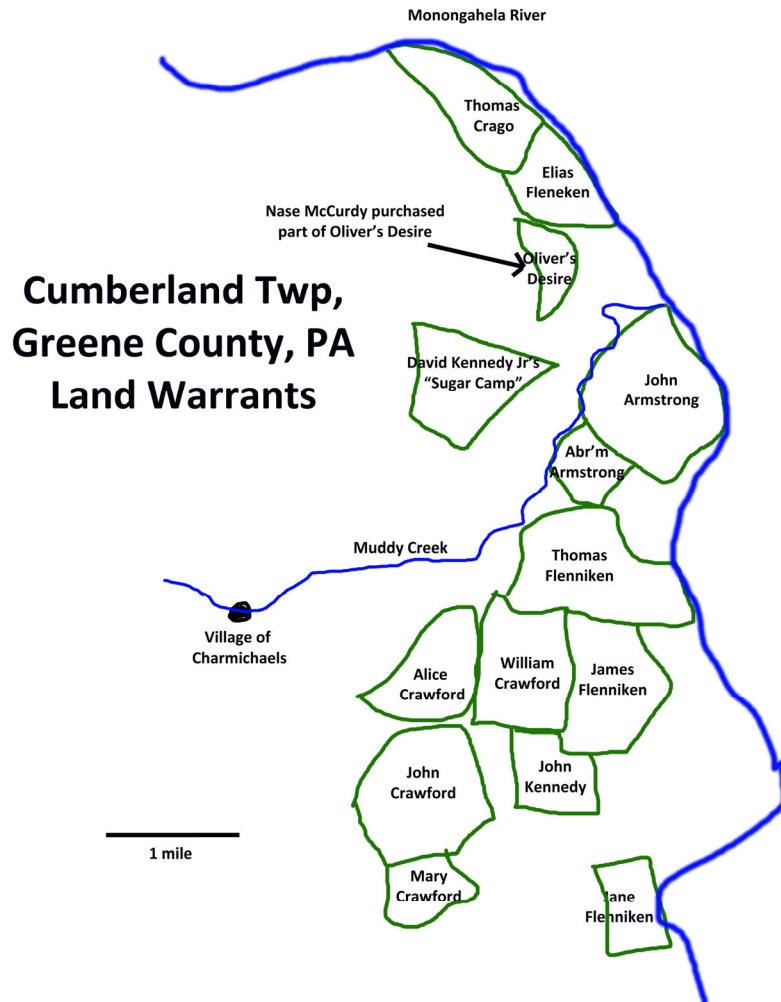 Monongahela River
Thomas
Crago
Elias
Fleneken
Nase McCurdy purchased
part of Oliver's Desire
Oliver's
Desire
Cumberland Twp,
Greene County, PA
Land Warrants
David Kennedy Jr's
“Sugar Camp”
John
Armstrong
Abr'm
Armstrong
Muddy Creek
Thomas
Flenniken
Village of
Charmichaels
Alice
Crawford
William
Crawford
James
Flenniken
John
Crawford
John
Kennedy
1 mile
Mary
Crawford
Jane
Flenniken